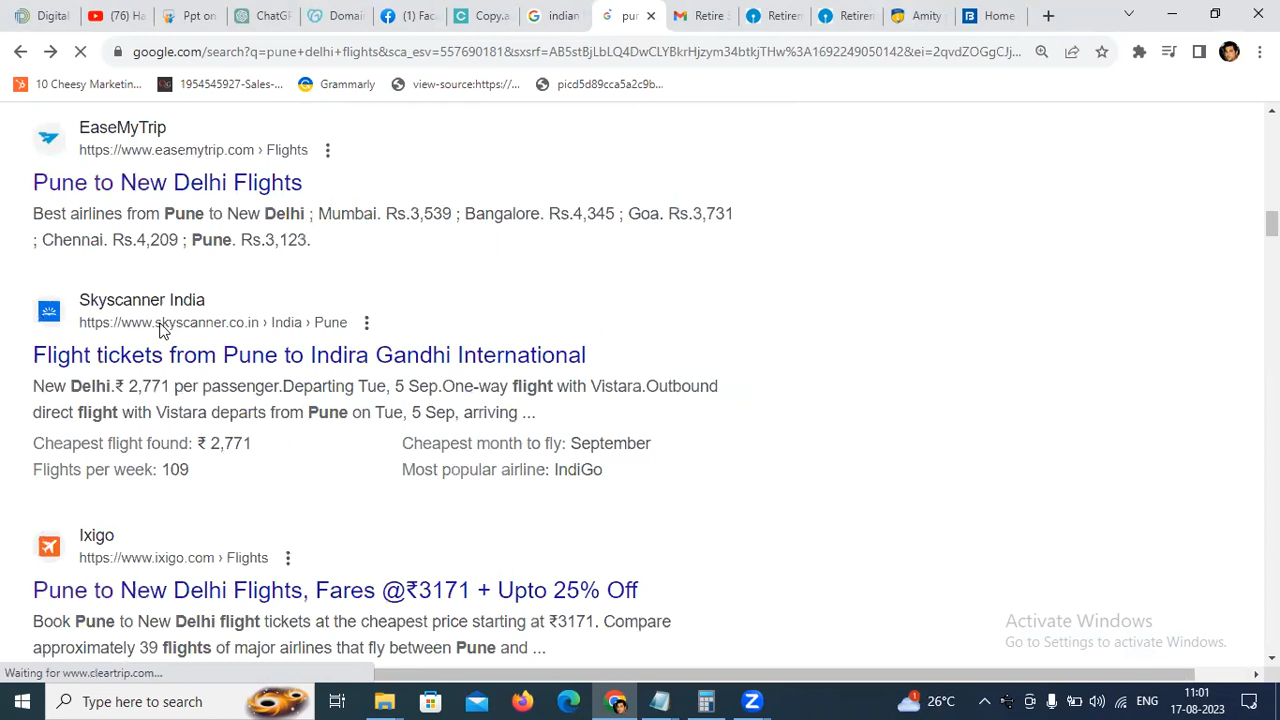 Digital
(67) Ha
Ppt on
ChatGF
Domai
(1) Fac
Copy.a
indian
pur
Retire S
Retirem
Retirem
Amity
Home
google.com/search?q=pune+delhi+flights&sca_esv=557690181&sxsrf=AB5stBjLbLQ4DwCLYBkrHjzym34btkjTHw%3A1692249050142&ei=2qvdZOGgCJj...
10 Cheesy Marketin...
1954545927-Sales-...
Grammarly
view-source:https:/...
picd5d89cca5a2c9b...
EaseMyTrip
https://www.easemytrip.com › Flights
Pune to New Delhi Flights
Best airlines from Pune to New Delhi ; Mumbai. Rs.3,539 ; Bangalore. Rs.4,345 ; Goa. Rs.3,731
; Chennai. Rs.4,209 ; Pune. Rs.3,123.
Skyscanner India
https://www.skyscanner.co.in › India › Pune
Flight tickets from Pune to Indira Gandhi International
New Delhi.₹ 2,771 per passenger.Departing Tue, 5 Sep.One-way flight with Vistara.Outbound
direct flight with Vistara departs from Pune on Tue, 5 Sep, arriving ...
Cheapest flight found: ₹ 2,771
Cheapest month to fly: September
Flights per week: 109
Most popular airline: IndiGo
Ixigo
https://www.ixigo.com › Flights
Pune to New Delhi Flights, Fares @₹3171 + Upto 25% Off
Book Pune to New Delhi flight tickets at the cheapest price starting at ₹3171. Compare
approximately 39 flights of major airlines that fly between Pune and ...
Activate Windows
Go to Settings to activate Windows.
Waiting for www.cleartrip.com...
Type here to search
1
26°C
ENG
11:01
17-08-2023